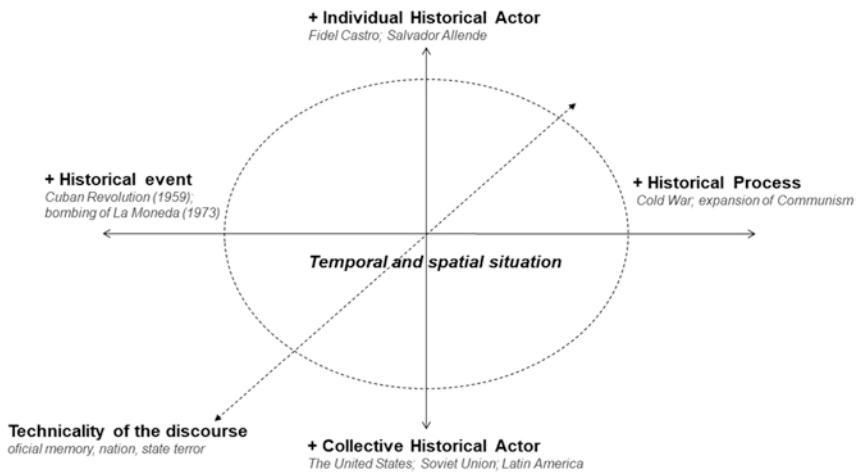 + Individual Historical Actor
Fidel Castro; Salvador Allende
+ Historical event
Cuban Revolution (1959);
bombing of La Moneda (1973)
+ Historical Process
Cold War; expansion of Communism
Temporal and spatial situation
Technicality of the discourse
oficial memory, nation, state terror
+ Collective Historical Actor
The United States; Soviet Union; Latin America